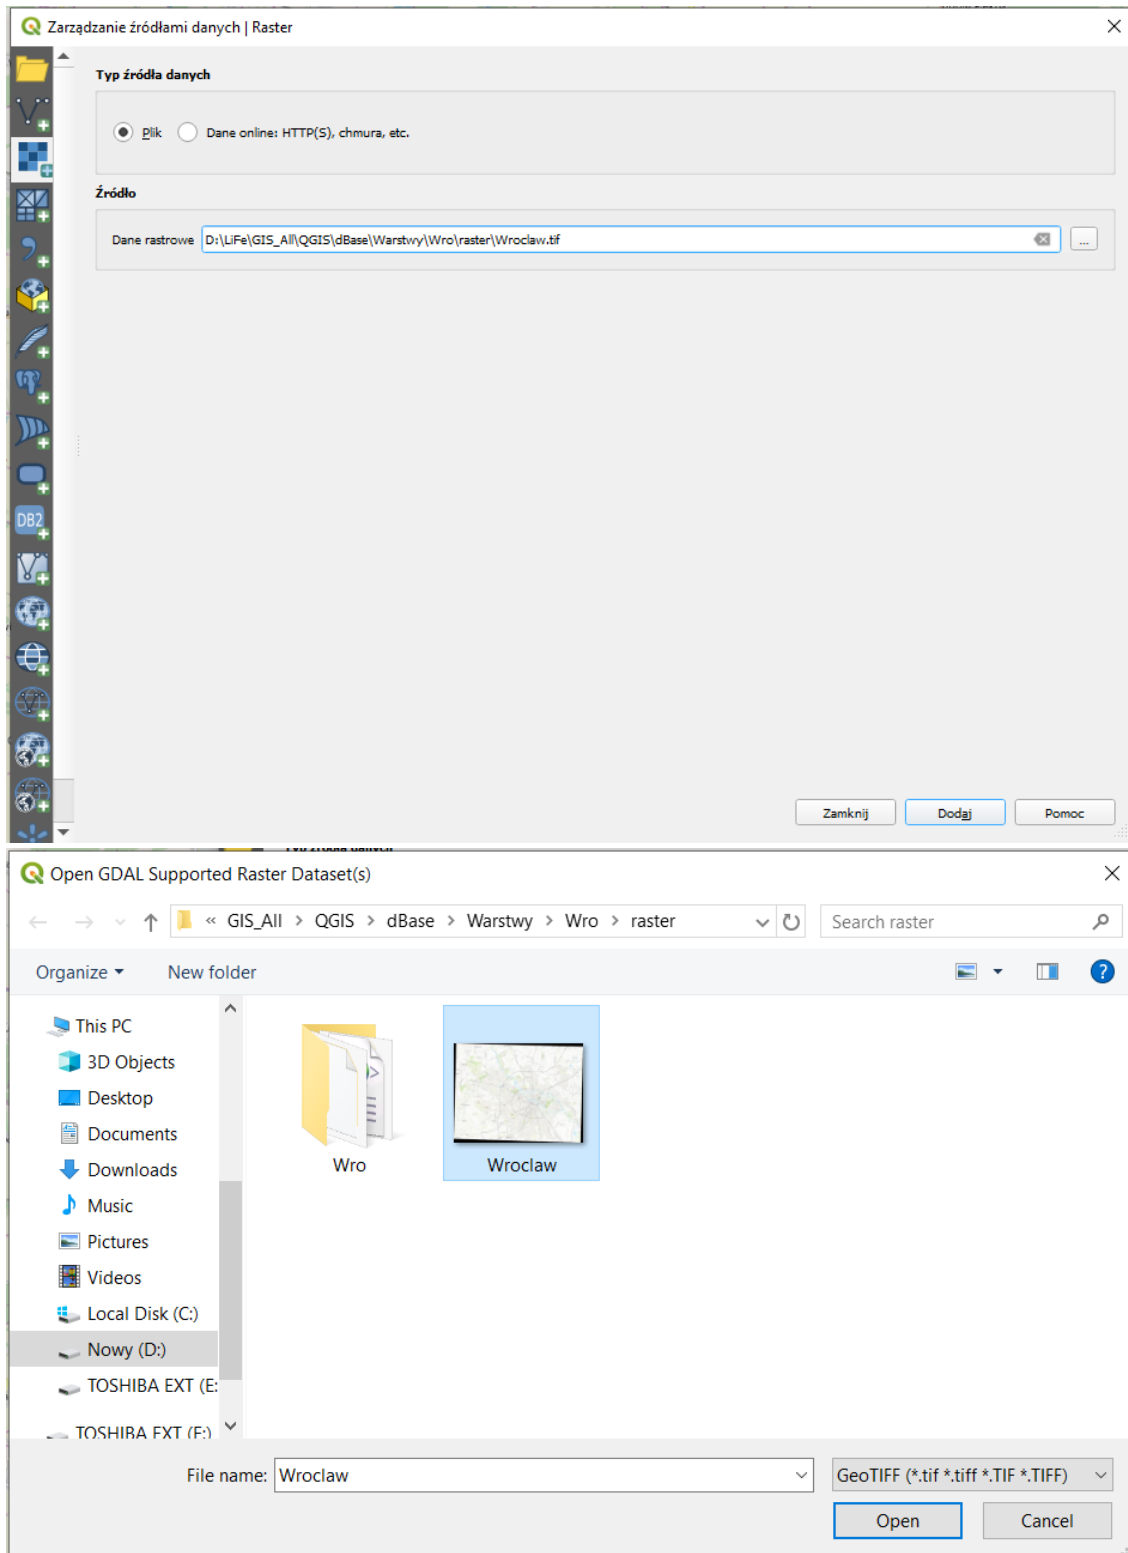 Zarządzanie źródłami danych | Raster
Typ źródła danych
Plik Dane online: HTTP(S), chmura, etc.
Źródło
Dane rastrowe D:\LiFe\GIS_All\QGIS\dBase\Warstwy\Wro\raster\Wroclaw.tif ...
DB2
Zamknij Dodaj Pomoc
Open GDAL Supported Raster Dataset(s)
« GIS_All > QGIS > dBase > Warstwy > Wro > raster Search raster
Organize New folder
This PC
3D Objects
Desktop
Documents
Downloads
Music
Pictures
Videos
Local Disk (C:)
Nowy (D:)
TOSHIBA EXT (E:
TOSHIBA EXT (E:)
Wro Wroclaw
File name: Wroclaw GeoTIFF (*.tif *.tiff *.TIF *.TIFF)
Open Cancel